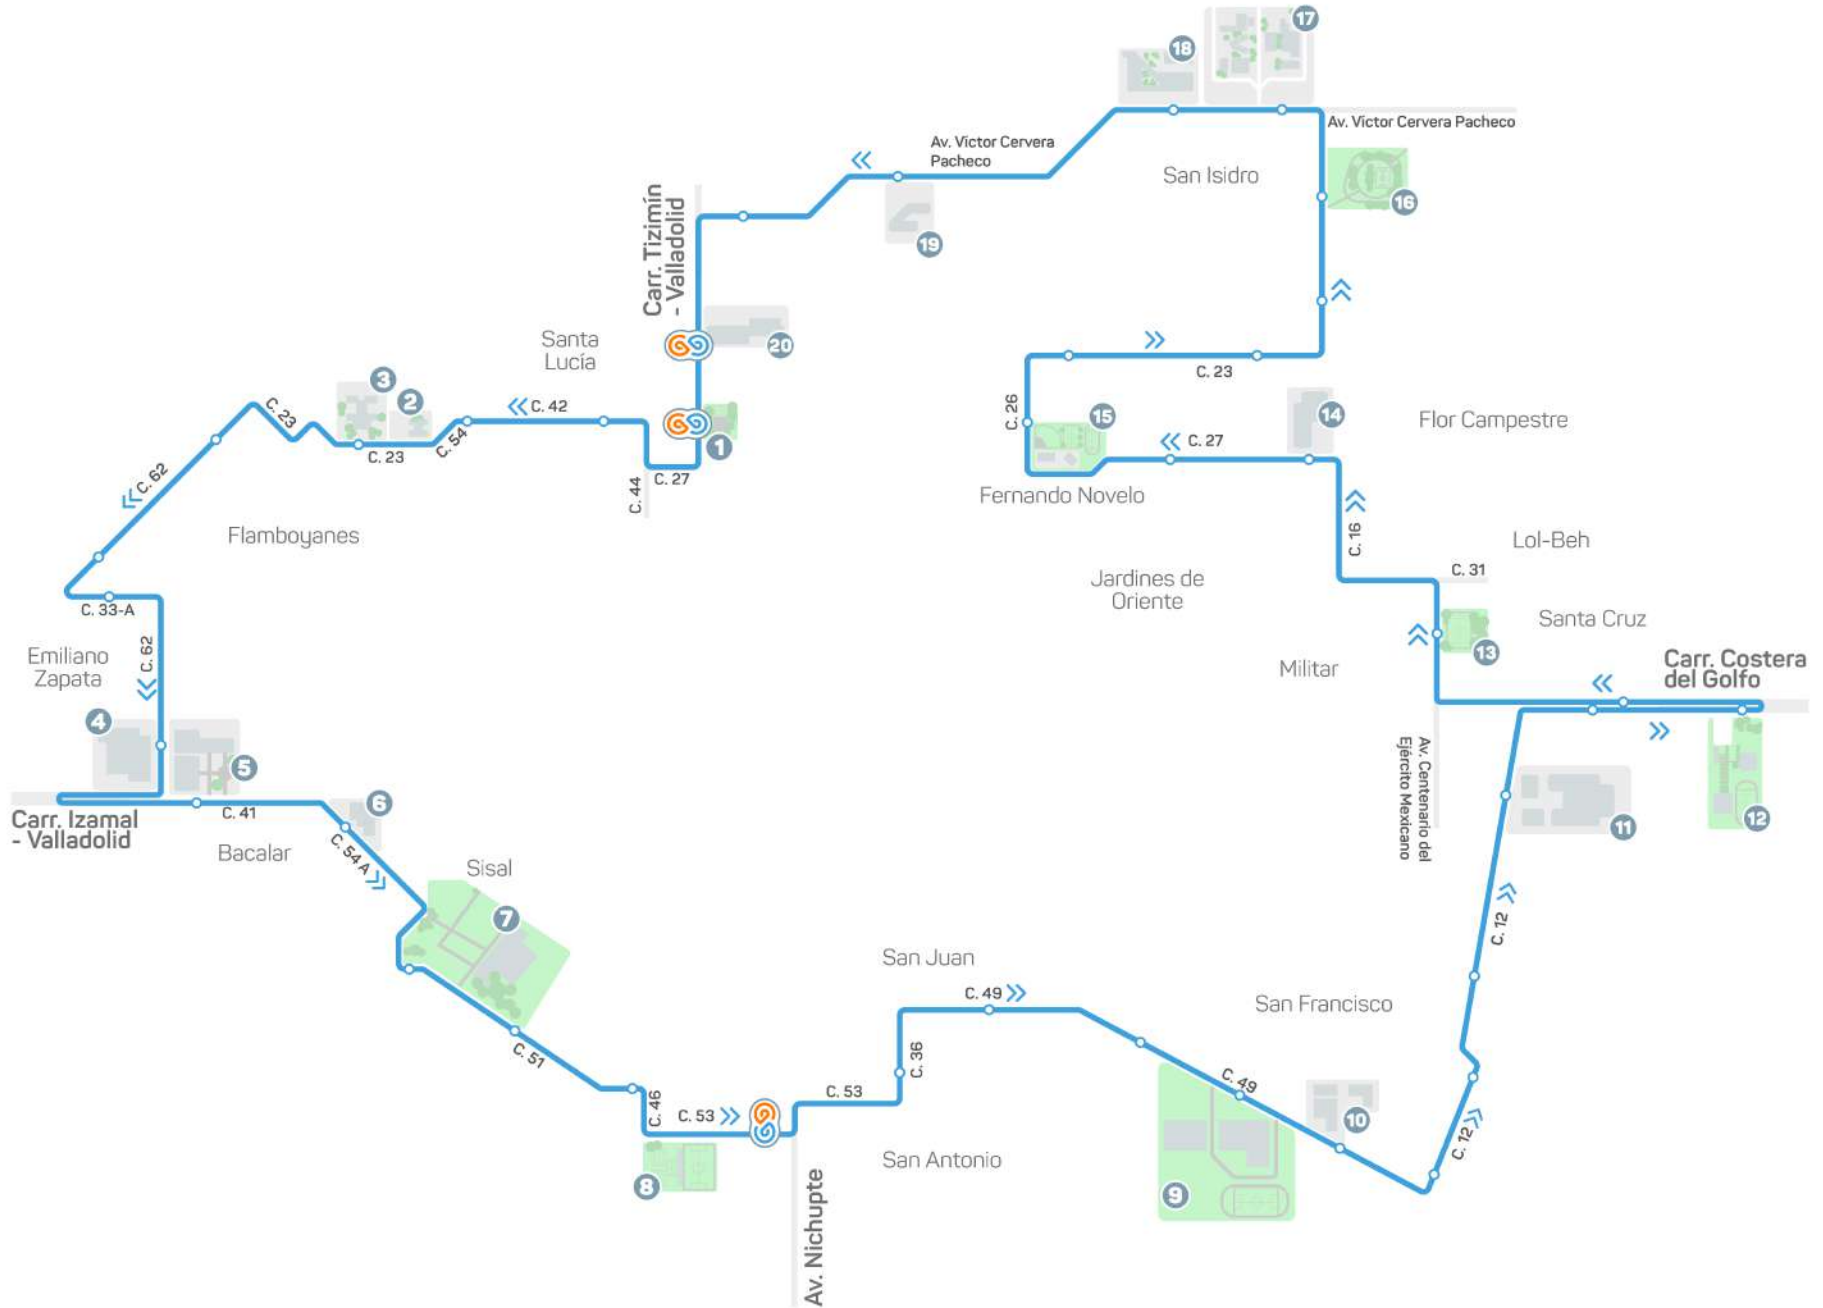 17
18
Av. Victor Cervera Pacheco
Av. Victor Cervera
Pacheco
San Isidro
16
19
Carr. Tizimín
- Valladolid
20
Santa
Lucía
C. 23
3
2
C. 42
C. 54
C. 23
1
C. 27
C. 44
C. 23
C. 26
15
14
C. 27
Flor Campestre
Fernando Novelo
C. 62
Flamboyanes
C. 16
Lol-Beh
C. 31
Jardines de
Oriente
C. 33-A
Santa Cruz
13
Emiliano
Zapata
C. 62
Militar
Carr. Costera
del Golfo
4
5
Av. Centenario del
Ejército Mexicano
6
C. 41
Carr. Izamal
- Valladolid
Bacalar
C. 54 A
11
12
Sisal
7
C. 12
San Juan
C. 49
San Francisco
C. 51
C. 36
C. 46
C. 53
C. 53
C. 49
10
C. 12
San Antonio
8
9
Av. Nichupte